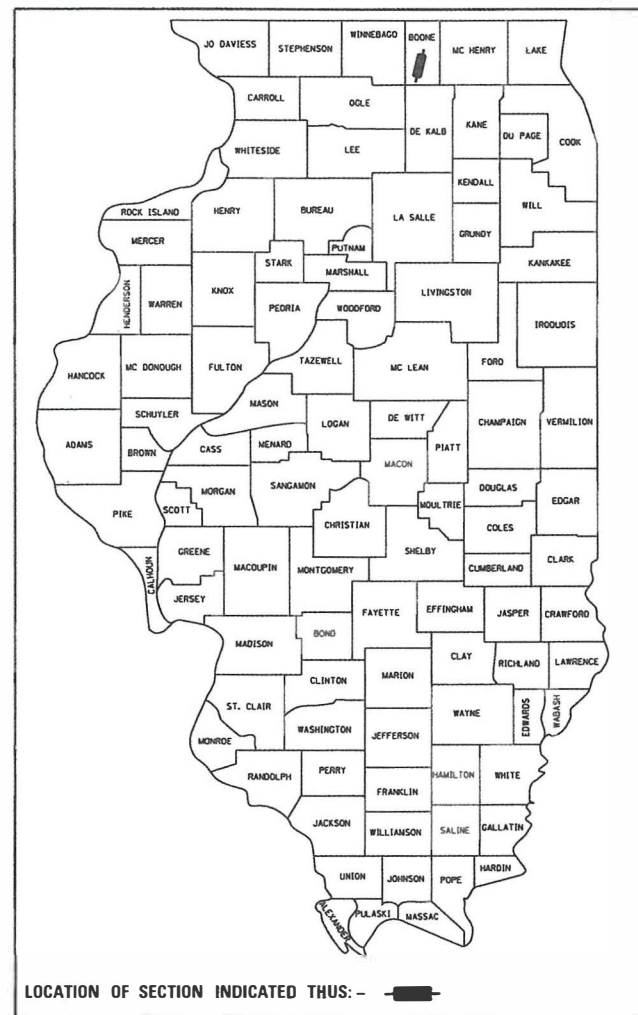 JO DAVIESS STEPHENSON WINNEBAGO BOONE MC HENRY LAKE
CARROLL OGLE DE KALB KANE DU PAGE COOK
WHITESIDE LEE
KENDALL
ROCK ISLAND HENRY BUREAU LA SALLE GRUNDY WILL
MERCER PUTNAM
STARK MARSHALL KANKAKEE
HENDERSON WARREN KNOX PEORIA WOODFORD LIVINGSTON IROQUOIS
TAZEWELL MC LEAN FORD
HANCOCK MC DONOUGH FULTON
MASON
SCHUYLER LOGAN DE WITT CHAMPAIGN VERMILION
ADAMS BROWN CASS MENARD PIATT
MACON
PIKE SCOTT MORGAN SANGAMON CHRISTIAN MOULTRIE DOUGLAS EDGAR
COLES
CALHOUN GREENE MACOUPIN MONTGOMERY SHELBY CUMBERLAND CLARK
JERSEY
FAYETTE EFFINGHAM JASPER CRAWFORD
MADISON BOND
CLAY RICHLAND LAWRENCE
CLINTON MARION
ST. CLAIR WAYNE EDWARDS WABASH
WASHINGTON JEFFERSON
MONROE
RANDOLPH PERRY HAMILTON WHITE
FRANKLIN
JACKSON WILLIAMSON SALINE GALLATIN
UNION JOHNSON POPE HARDIN
ALEXANDER PULASKI MASSAC
LOCATION OF SECTION INDICATED THUS: -